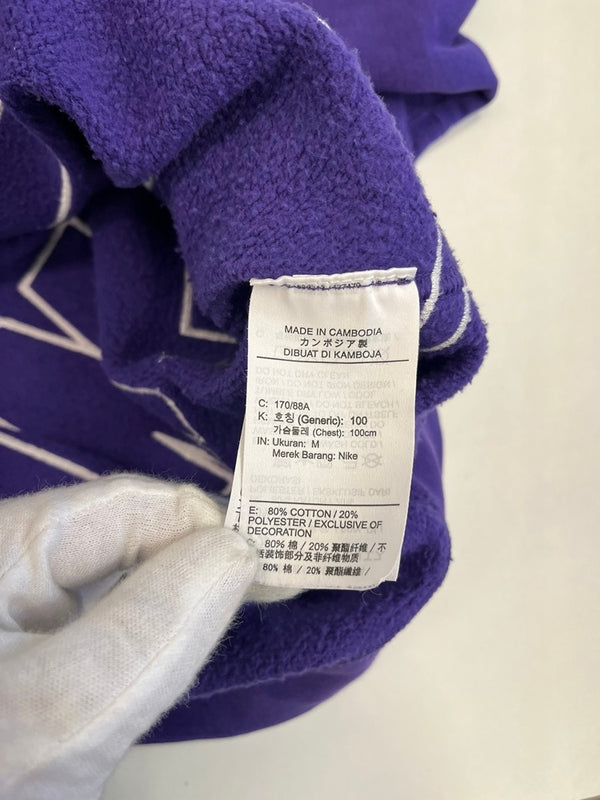 MADE IN CAMBODIA
カンボジア製
DIBUAT DI KAMBOJA
C: 170/88A
K: 호칭 (Generic): 100
가슴둘레 (Chest): 100cm
IN: Ukuran: M
Merek Barang: Nike
E: 80% COTTON / 20%
POLYESTER / EXCLUSIVE OF
DECORATION
80% 棉 / 20% 聚酯纤维 / 不
括装饰部分及非纤维物质
80% 棉 / 20% 聚酯纖維 /